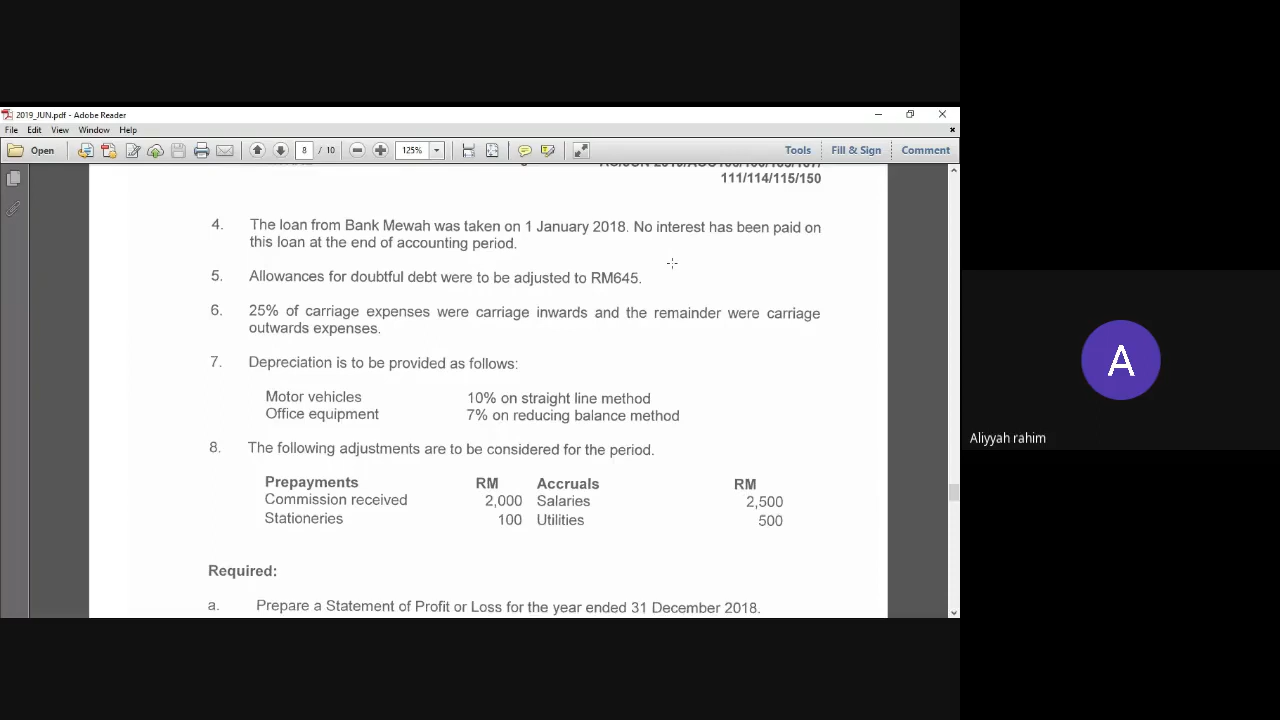 2019_JUN.pdf - Adobe Reader
File Edit View Window Help
Open 8 / 10 125% Tools Fill & Sign Comment
111/114/115/150
4. The loan from Bank Mewah was taken on 1 January 2018. No interest has been paid on
this loan at the end of accounting period.
5. Allowances for doubtful debt were to be adjusted to RM645.
6. 25% of carriage expenses were carriage inwards and the remainder were carriage
outwards expenses.
7. Depreciation is to be provided as follows:
Motor vehicles 10% on straight line method
Office equipment 7% on reducing balance method
8. The following adjustments are to be considered for the period.
Prepayments RM Accruals RM
Commission received 2,000 Salaries 2,500
Stationeries 100 Utilities 500
Required:
a. Prepare a Statement of Profit or Loss for the year ended 31 December 2018.
A
Aliyyah rahim